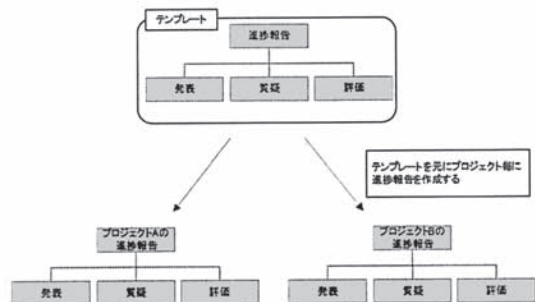 テンプレート
進捗報告
発表
質疑
評価
テンプレートを元にプロジェクト毎に
進捗報告を作成する
プロジェクトAの
進捗報告
プロジェクトBの
進捗報告
発表
質疑
評価
発表
質疑
評価